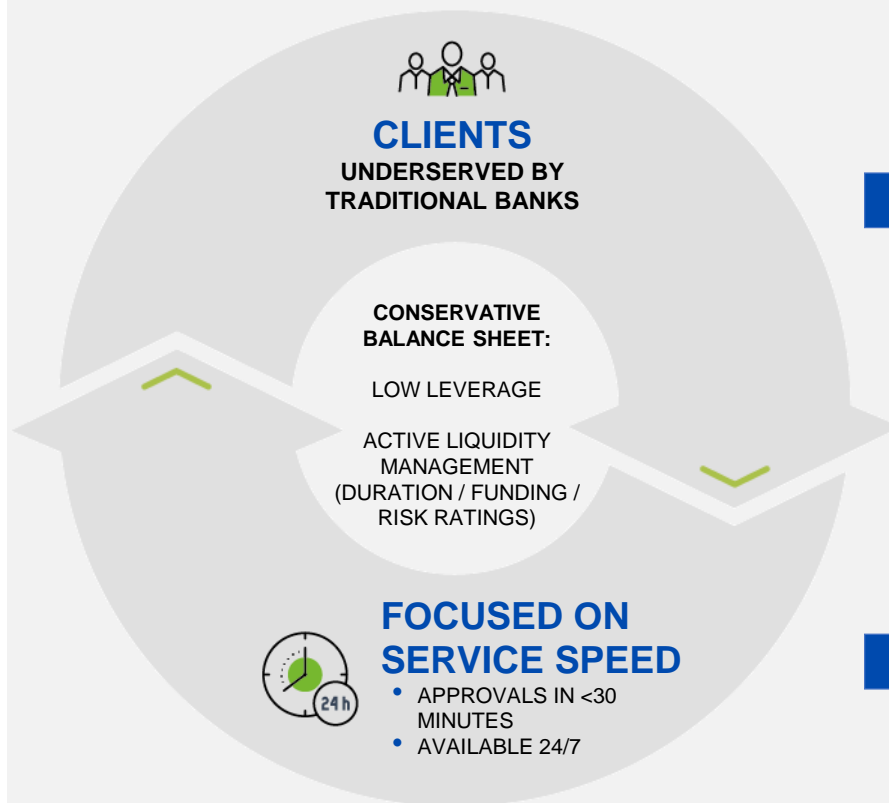 CLIENTS
UNDERSERVED BY
TRADITIONAL BANKS
CONSERVATIVE
BALANCE SHEET:
LOW LEVERAGE
ACTIVE LIQUIDITY
MANAGEMENT
(DURATION / FUNDING /
RISK RATINGS)
FOCUSED ON
SERVICE SPEED
24h
• APPROVALS IN <30
MINUTES
• AVAILABLE 24/7